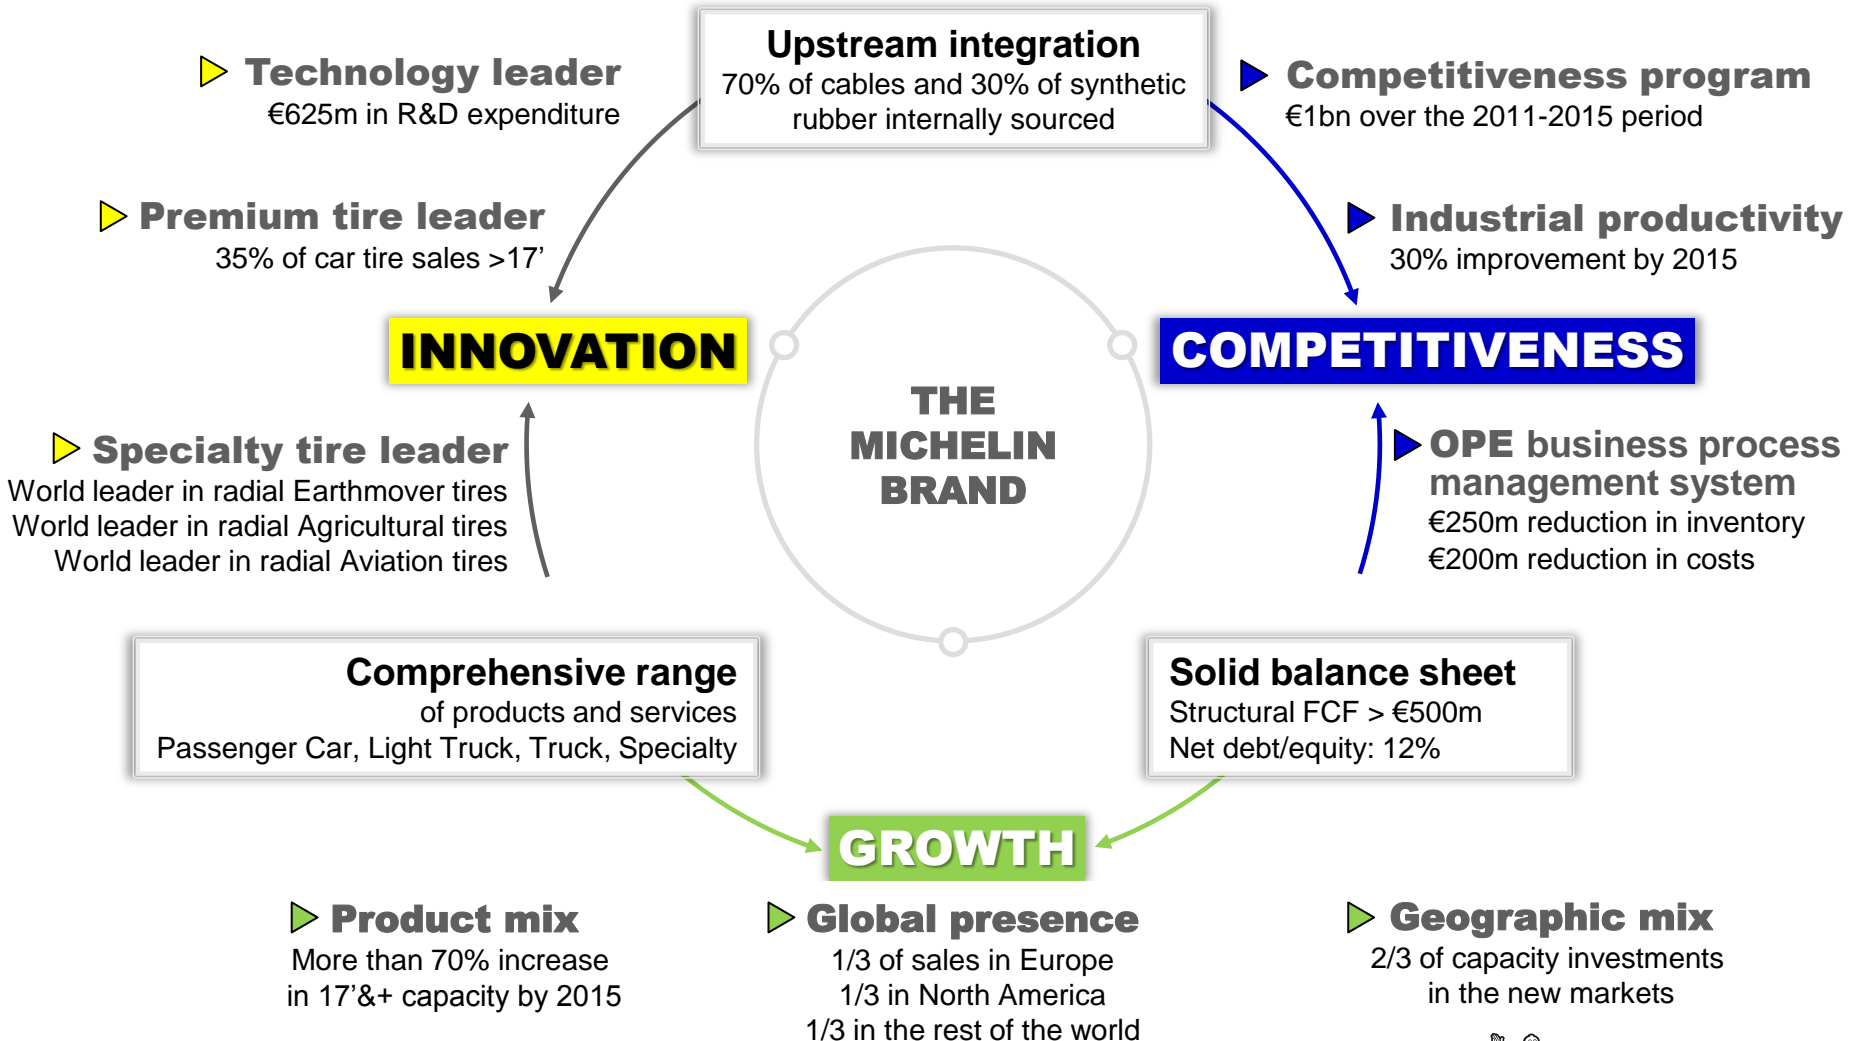 Upstream integration
70% of cables and 30% of synthetic
rubber internally sourced
Technology leader
€625m in R&D expenditure
Premium tire leader
35% of car tire sales >17’
INNOVATION
Specialty tire leader
World leader in radial Earthmover tires
World leader in radial Agricultural tires
World leader in radial Aviation tires
Competitiveness program
€1bn over the 2011-2015 period
Industrial productivity
30% improvement by 2015
COMPETITIVENESS
OPE business process
management system
€250m reduction in inventory
€200m reduction in costs
THE
MICHELIN
BRAND
Comprehensive range
of products and services
Passenger Car, Light Truck, Truck, Specialty
Solid balance sheet
Structural FCF > €500m
Net debt/equity: 12%
GROWTH
Product mix
More than 70% increase
in 17’&+ capacity by 2015
Global presence
1/3 of sales in Europe
1/3 in North America
1/3 in the rest of the world
Geographic mix
2/3 of capacity investments
in the new markets